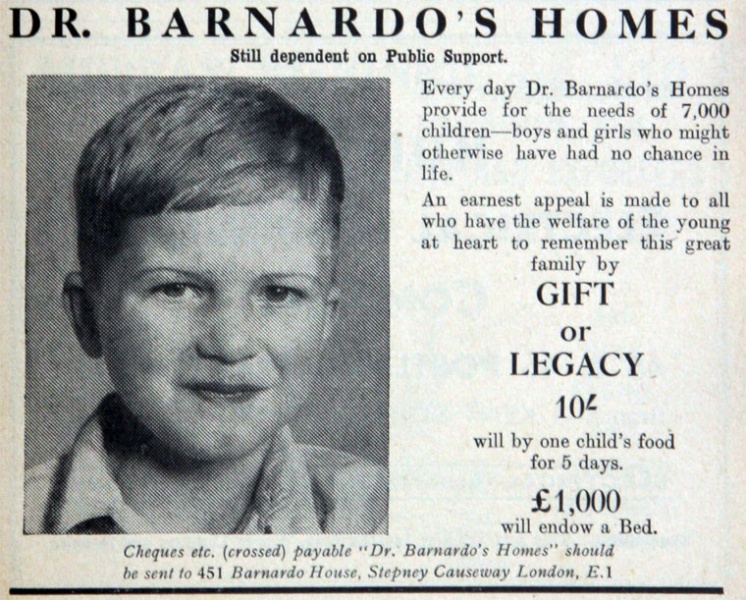 DR. BARNARDO'S HOMES
Still dependent on Public Support.
Every day Dr. Barnardo's Homes
provide for the needs of 7,000
children—boys and girls who might
otherwise have had no chance in
life.
An earnest appeal is made to all
who have the welfare of the young
at heart to remember this great
family by
GIFT
or
LEGACY
10/-
will by one child's food
for 5 days.
£1,000
will endow a Bed.
Cheques etc. (crossed) payable "Dr. Barnardo's Homes" should
be sent to 451 Barnardo House, Stepney Causeway London, E.1